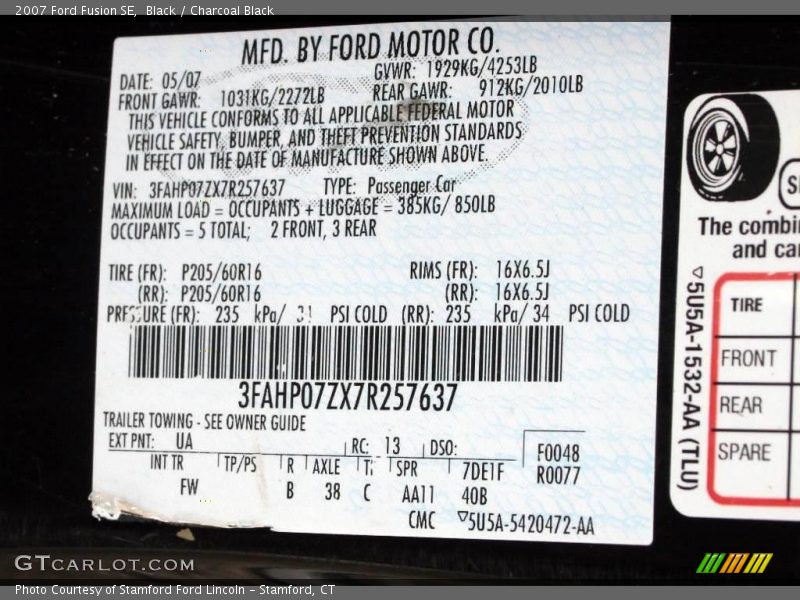 2007 Ford Fusion SE,  Black / Charcoal Black
MFD. BY FORD MOTOR CO.
DATE: 05/07 GVWR: 1929KG/4253LB
FRONT GAWR: 1031KG/2272LB REAR GAWR: 912KG/2010LB
THIS VEHICLE CONFORMS TO ALL APPLICABLE FEDERAL MOTOR
VEHICLE SAFETY, BUMPER, AND THEFT PREVENTION STANDARDS
IN EFFECT ON THE DATE OF MANUFACTURE SHOWN ABOVE.
VIN: 3FAHP07ZX7R257637 TYPE: Passenger Car
MAXIMUM LOAD = OCCUPANTS + LUGGAGE = 385KG/ 850LB
OCCUPANTS = 5 TOTAL; 2 FRONT, 3 REAR
TIRE (FR): P205/60R16 RIMS (FR): 16X6.5J
(RR): P205/60R16 (RR): 16X6.5J
PRESSURE (FR): 235 kPa/ PSI COLD (RR): 235 kPa/ 34 PSI COLD
3FAHP07ZX7R257637
TRAILER TOWING - SEE OWNER GUIDE
EXT PNT: UA RC: 13 DSO: F0048
INT TR TP/PS R AXLE TR SPR 7DE1F R0077
FW B 38 C AA11 40B
CMC ▽5U5A-5420472-AA
The combin
and ca
▽5U5A-1532-AA (TLU)
TIRE
FRONT
REAR
SPARE
GTCARLOT.COM
Photo Courtesy of Stamford Ford Lincoln - Stamford, CT